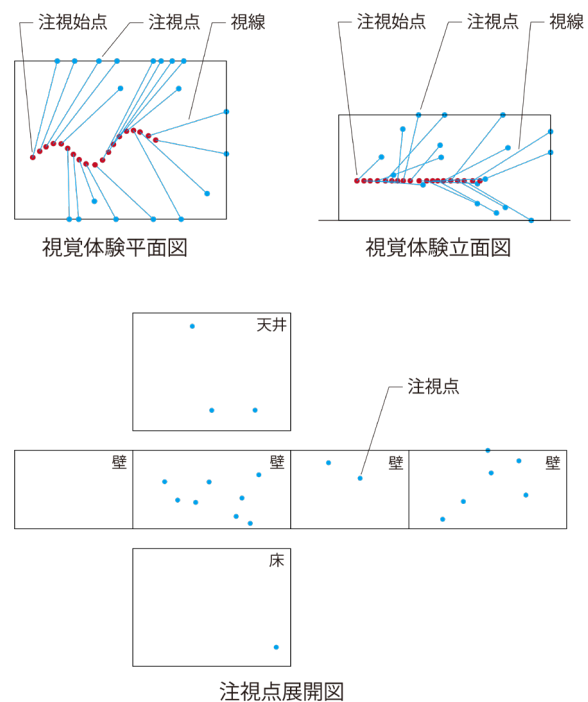 注視始点
注視点
視線
注視始点
注視点
視線
視覚体験平面図
視覚体験立面図
天井
注視点
壁
壁
壁
壁
床
注視点展開図